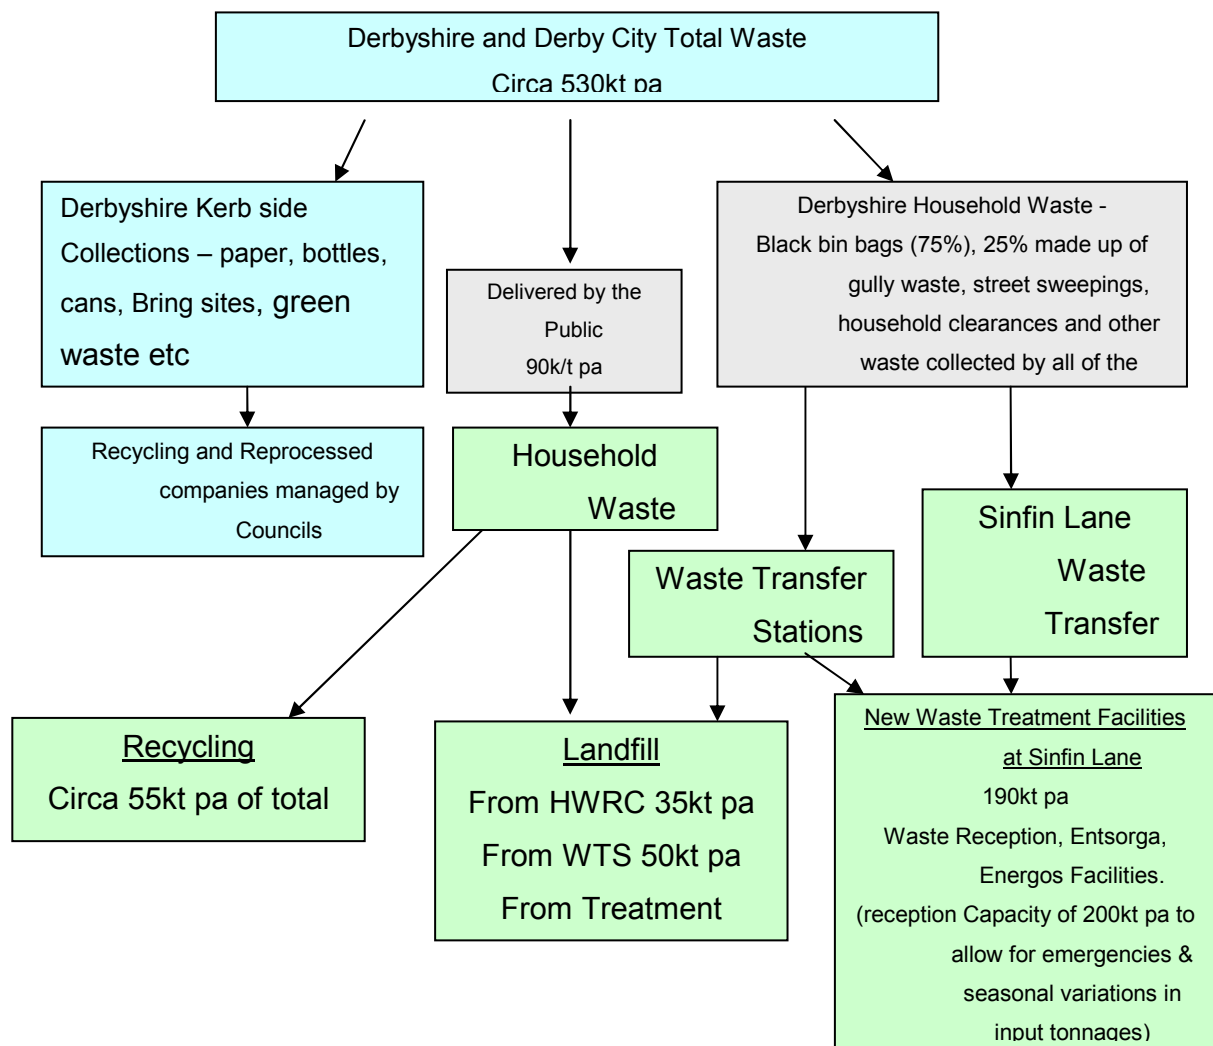 Derbyshire and Derby City Total Waste
Circa 530kt pa
Derbyshire Kerb side
Collections – paper, bottles,
cans, Bring sites, green
waste etc
Delivered by the
Public
90k/t pa
Derbyshire Household Waste -
Black bin bags (75%), 25% made up of
gully waste, street sweepings,
household clearances and other
waste collected by all of the
Recycling and Reprocessed
companies managed by
Councils
Household
Waste
Waste Transfer
Stations
Sinfin Lane
Waste
Transfer
Recycling
Circa 55kt pa of total
Landfill
From HWRC 35kt pa
From WTS 50kt pa
From Treatment
New Waste Treatment Facilities
at Sinfin Lane
190kt pa
Waste Reception, Entsorga,
Energos Facilities.
(reception Capacity of 200kt pa to
allow for emergencies &
seasonal variations in
input tonnages)